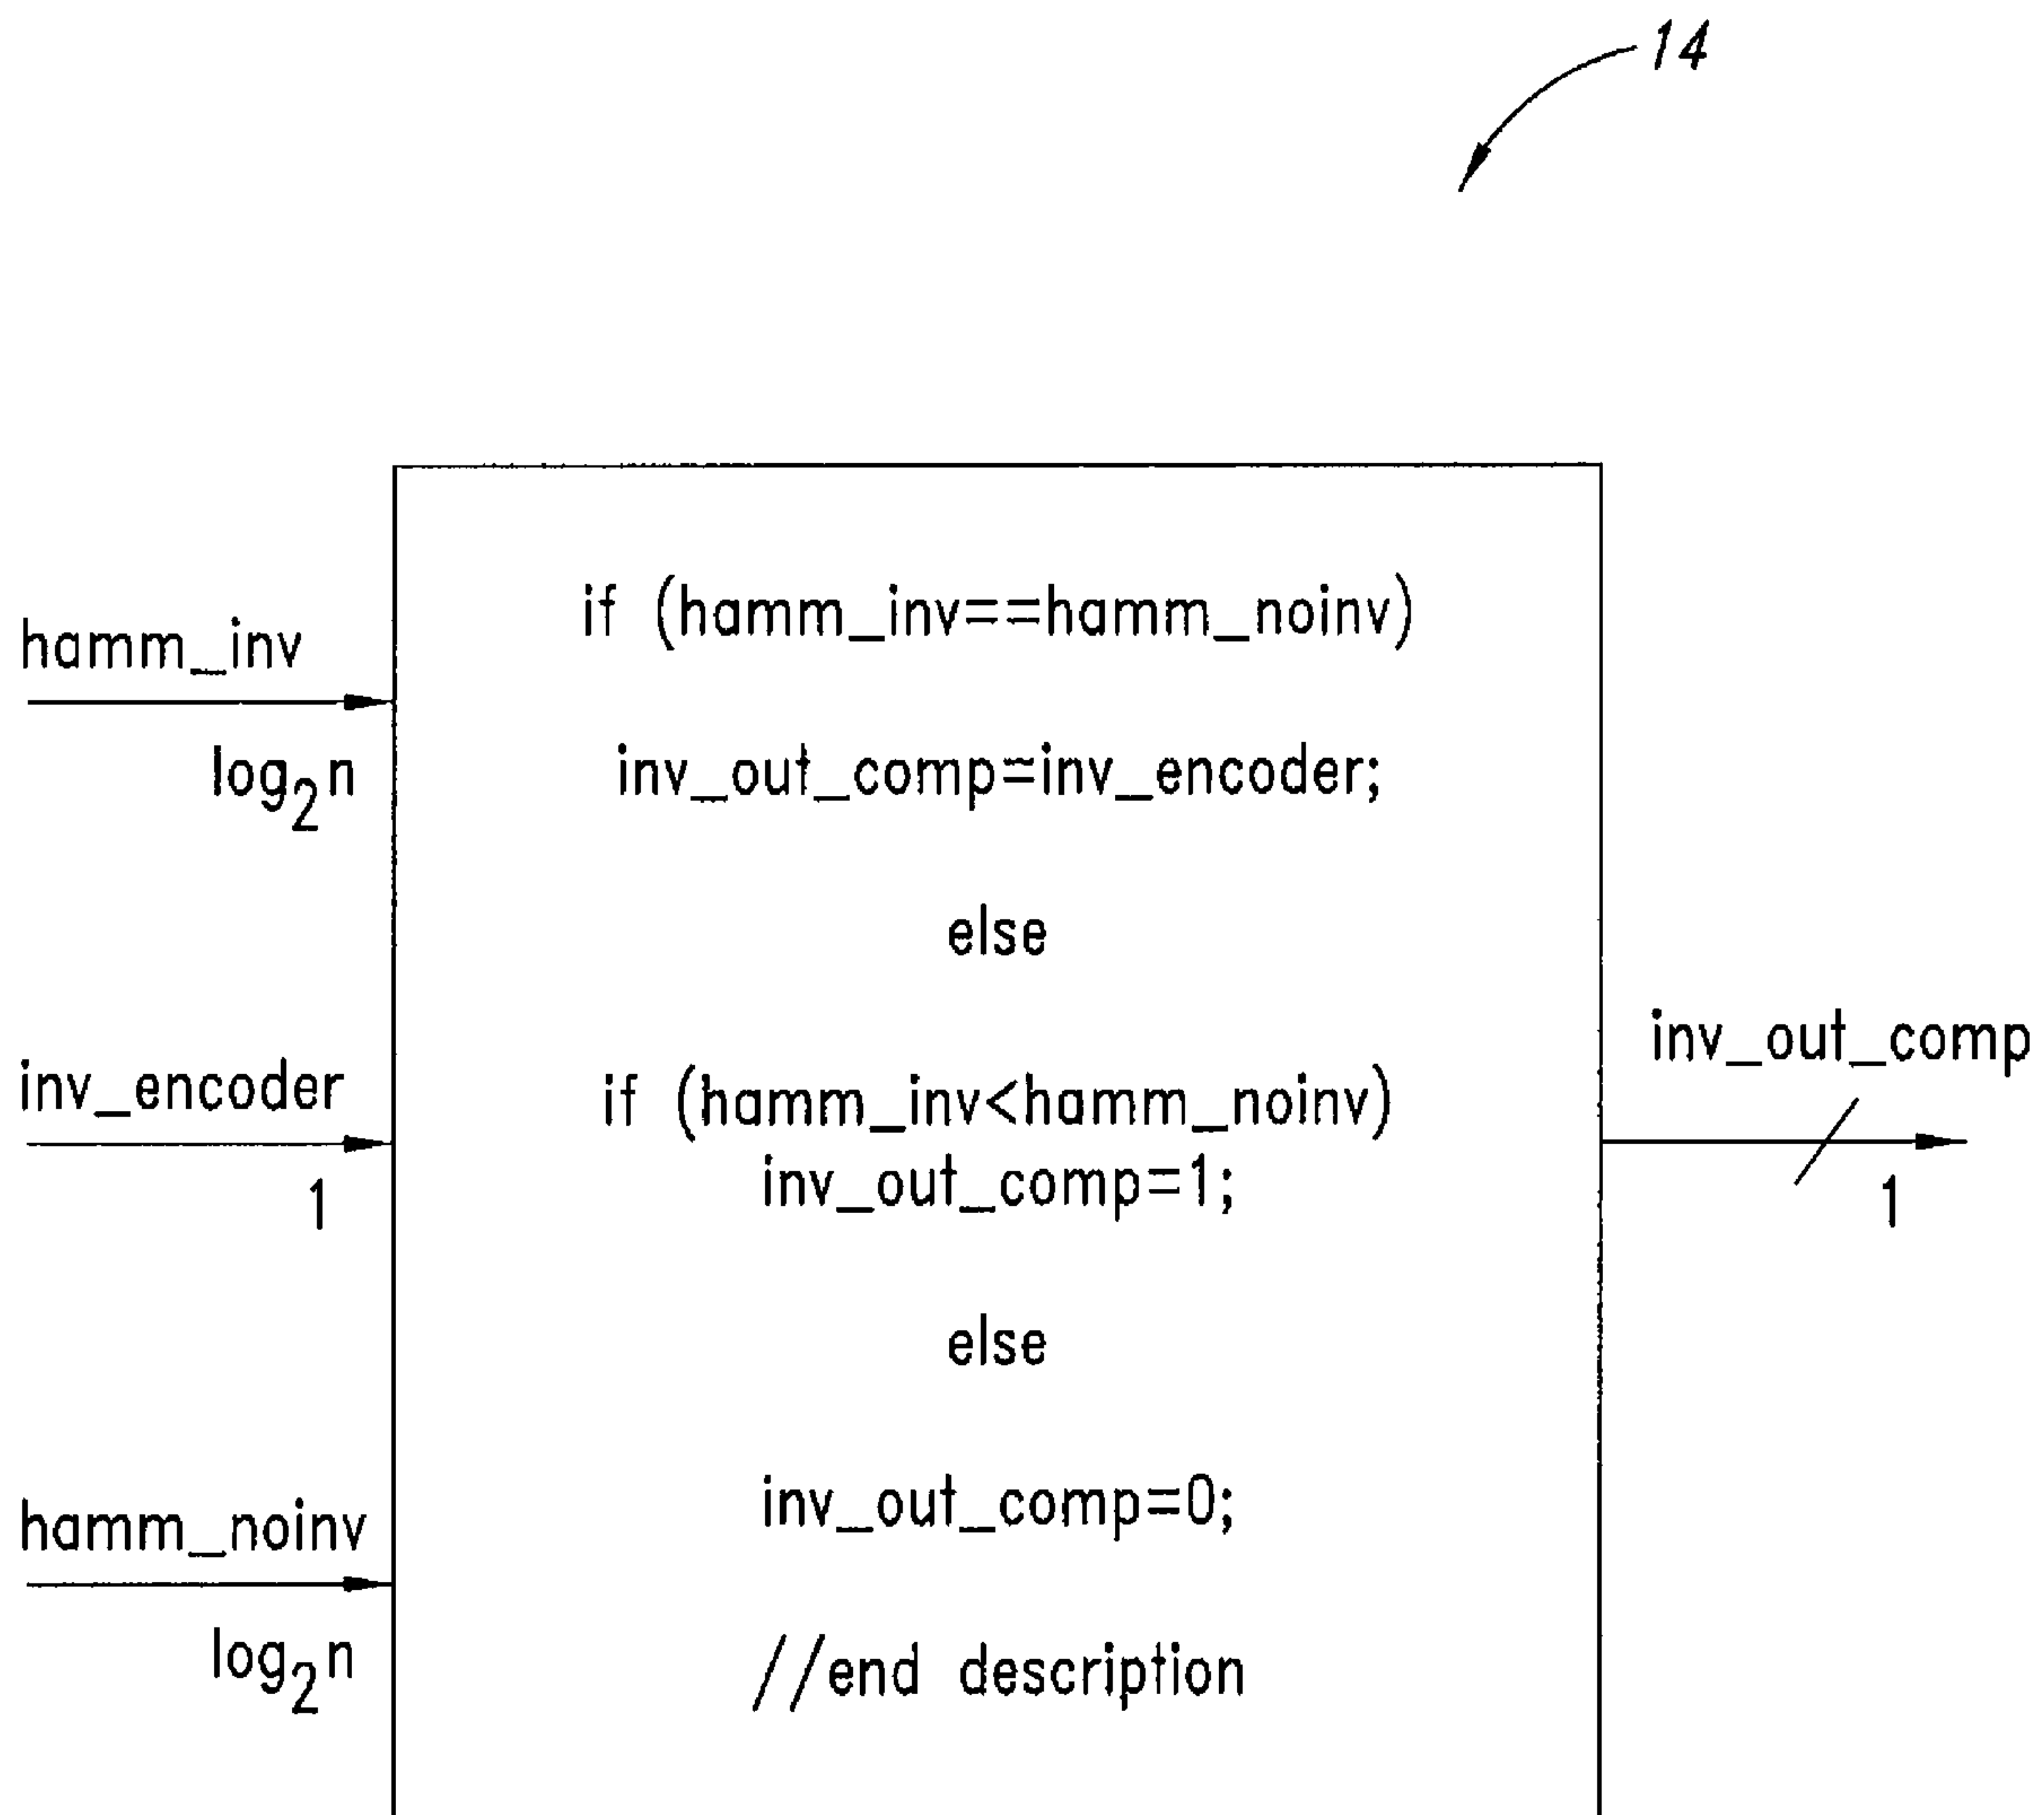 14
hamm_inv
log2n
inv_encoder
1
hamm_noinv
log2n
if (hamm_inv==hamm_noinv)
inv_out_comp=inv_encoder;
else
if (hamm_inv<hamm_noinv)
inv_out_comp=1;
else
inv_out_comp=0;
//end description
inv_out_comp
1